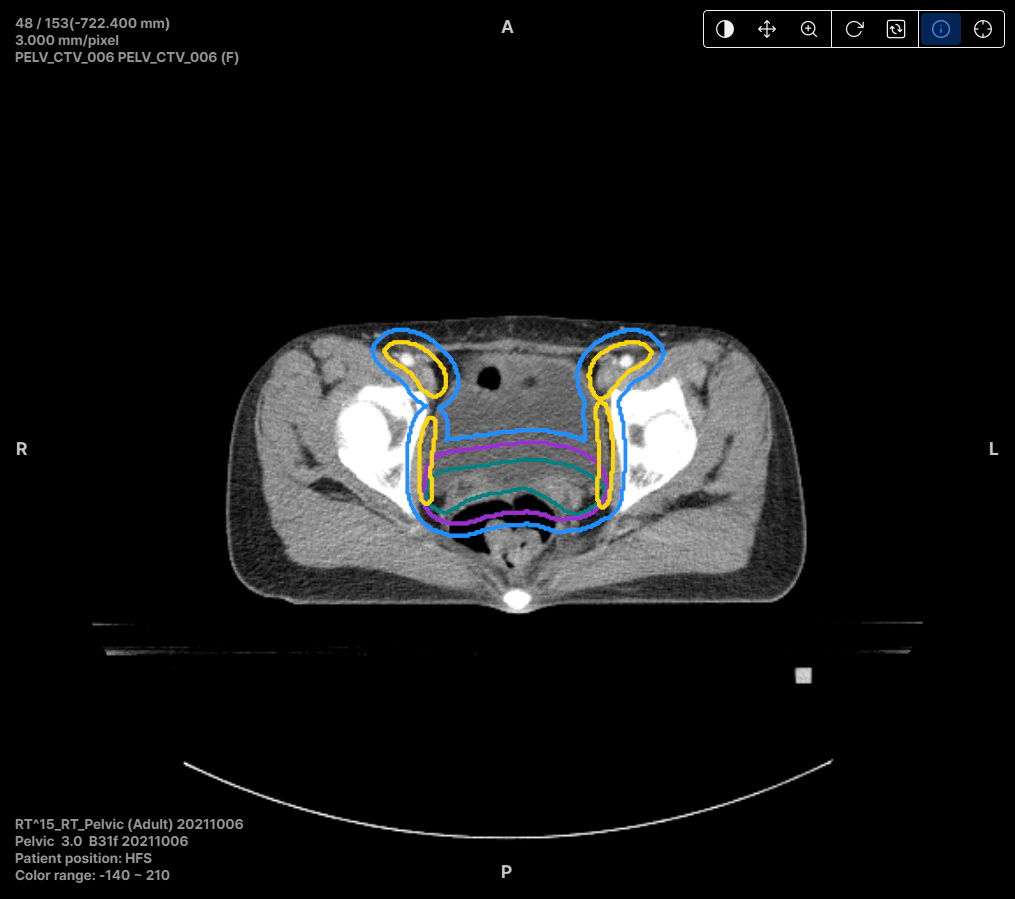 48 / 153(-722.400 mm)
3.000 mm/pixel
PELV_CTV_006 PELV_CTV_006 (F)
A
R
L
RT^15_RT_Pelvic (Adult) 20211006
Pelvic  3.0  B31f 20211006
Patient position: HFS
Color range: -140 ~ 210
P